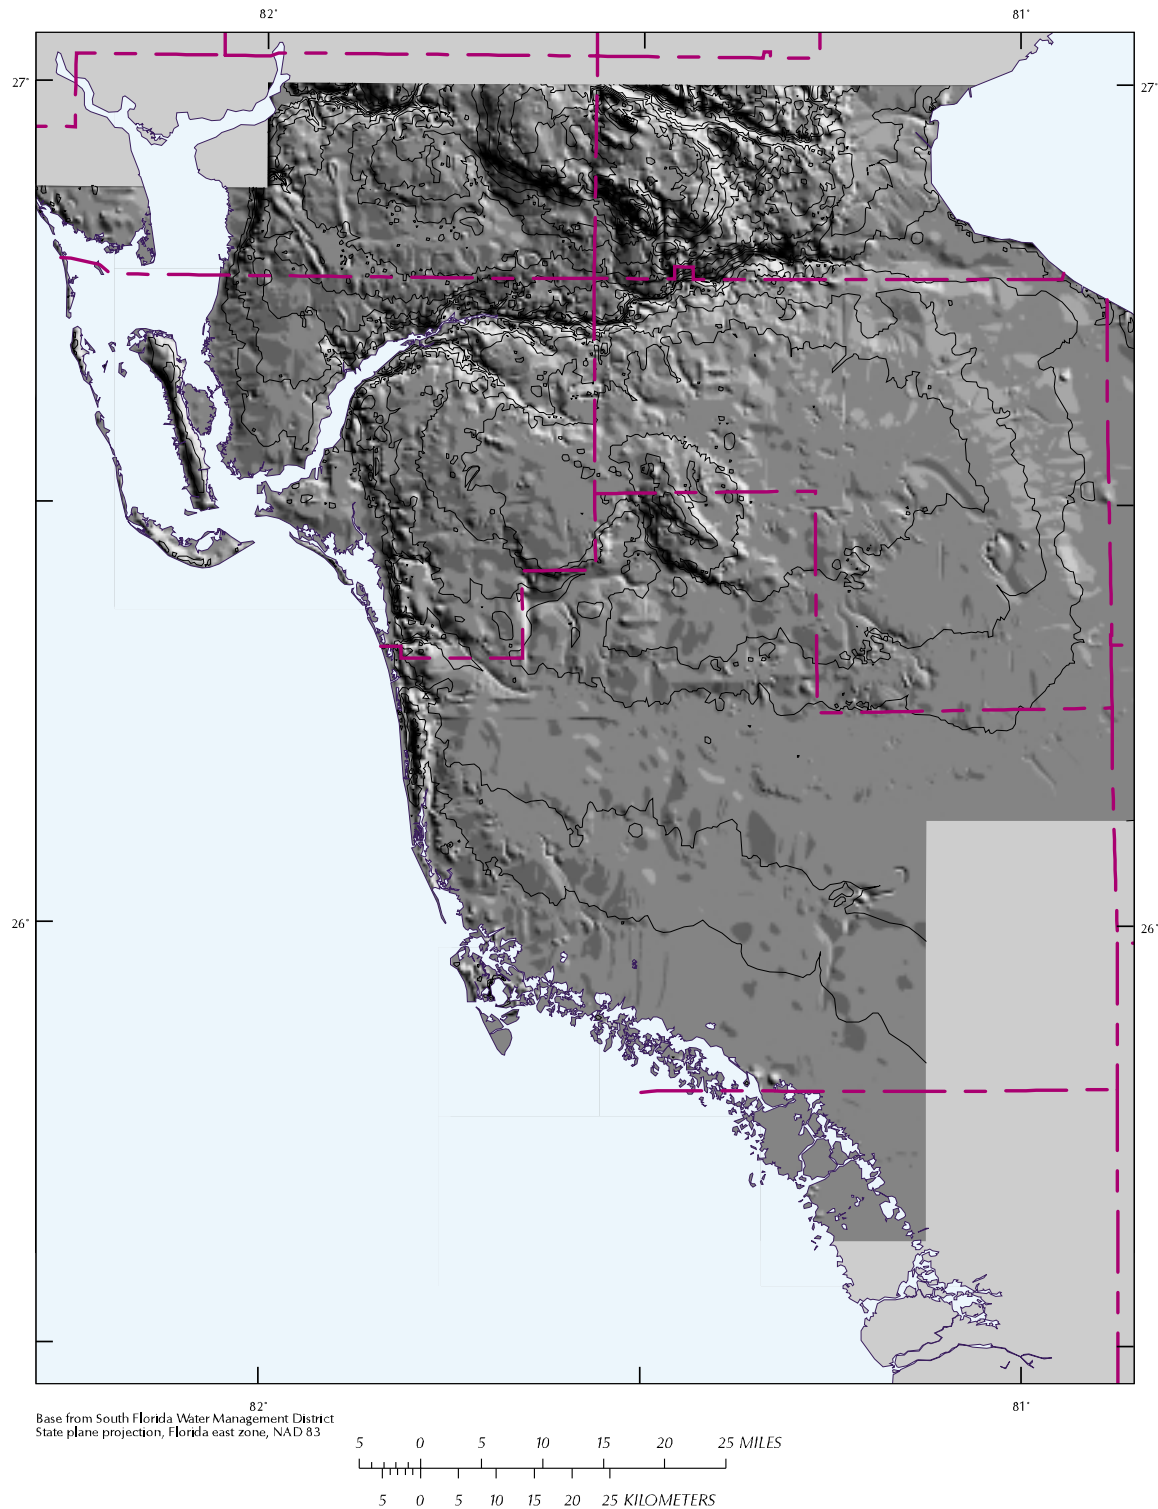 82°
81°
27°
27°
26°
26°
82°
81°
Base from South Florida Water Management District
State plane projection, Florida east zone, NAD 83
5 0 5 10 15 20 25 MILES
5 0 5 10 15 20 25 KILOMETERS